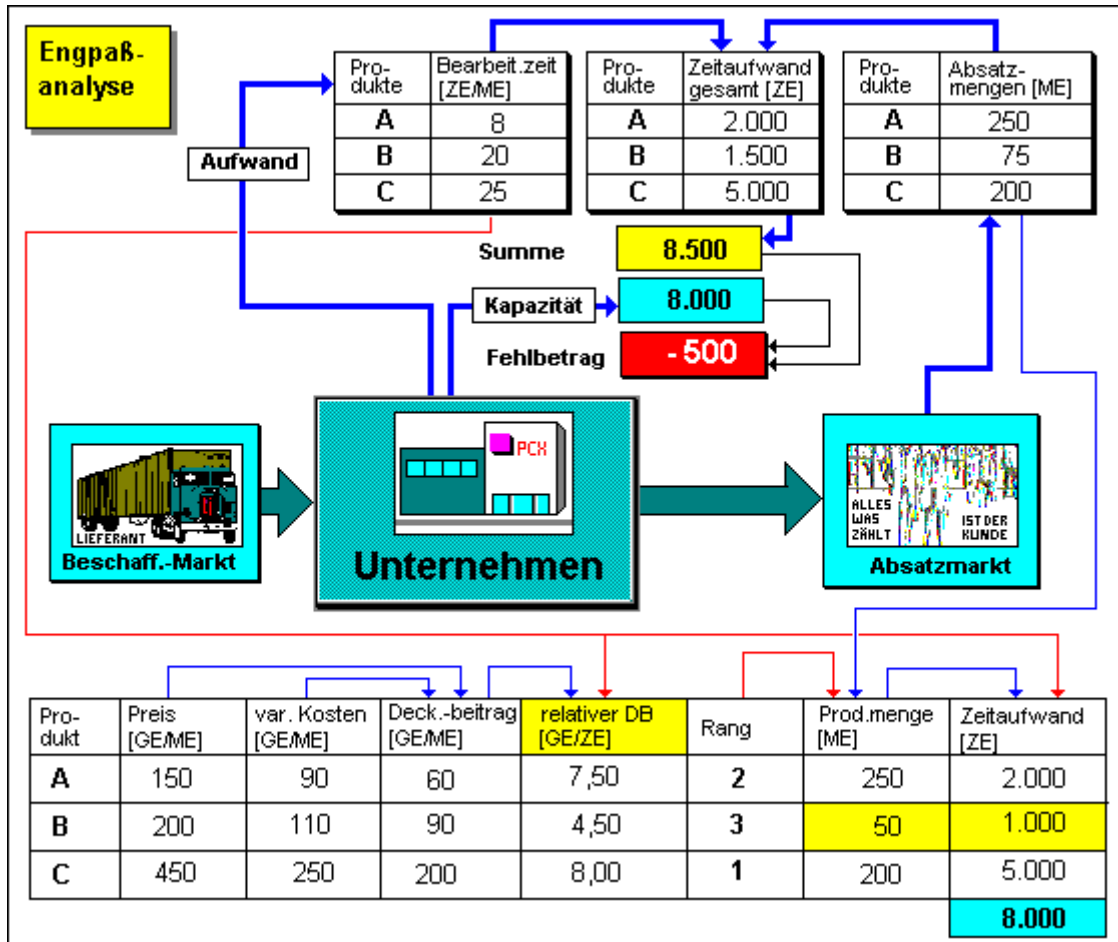 Engpaß-
analyse
Pro-
dukte
Bearbeit.zeit
[ZE/ME]
A 8
B 20
C 25
Pro-
dukte
Zeitaufwand
gesamt [ZE]
A 2.000
B 1.500
C 5.000
Pro-
dukte
Absatz-
mengen [ME]
A 250
B 75
C 200
Aufwand
Summe 8.500
Kapazität 8.000
Fehlbetrag - 500
LIEFERANT
Beschaff.-Markt
PCX
Unternehmen
ALLES
WAS
ZÄHLT
IST DER
KUNDE
Absatzmarkt
Pro-
dukt
Preis
[GE/ME]
var. Kosten
[GE/ME]
Deck.-beitrag
[GE/ME]
relativer DB
[GE/ZE]
Rang
Prod.menge
[ME]
Zeitaufwand
[ZE]
A 150 90 60 7,50 2 250 2.000
B 200 110 90 4,50 3 50 1.000
C 450 250 200 8,00 1 200 5.000
8.000